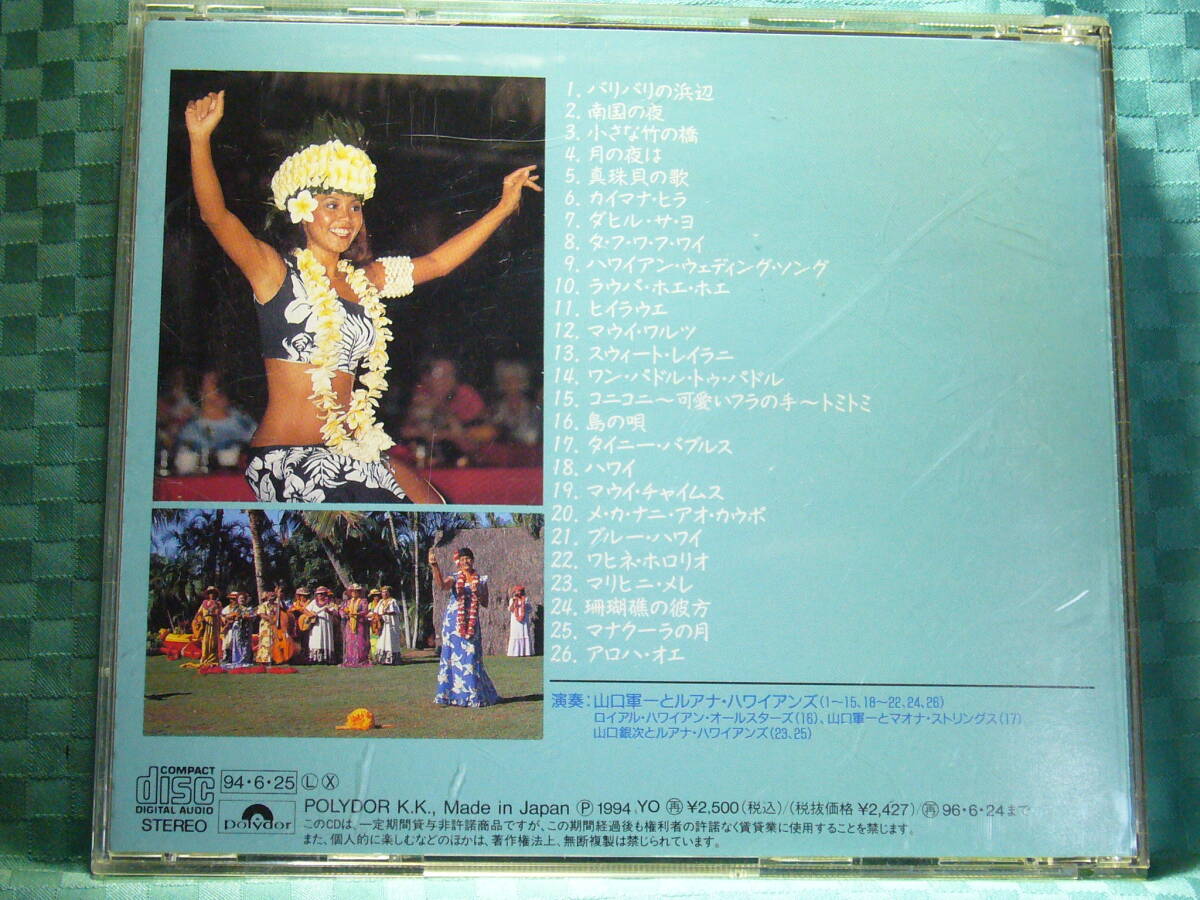 1. パリパリの浜辺
2. 南国の夜
3. 小さな竹の橋
4. 月の夜は
5. 真珠貝の歌
6. カイマナ・ヒラ
7. ダヒル・サ・ヨ
8. タ・フ・ワ・フ・ワイ
9. ハワイアン・ウェディング・ソング
10. ラウパ・ホエ・ホエ
11. ヒイラウエ
12. マウイ・ワルツ
13. スウィート・レイラニ
14. ワン・パドル・トゥ・パドル
15. コニコニ〜可愛いフラの手〜トミトミ
16.島の唄
17. タイニー・バブルス
18. ハワイ
19. マウイ・チャイムス
20. メ・カ・ナニ・アオ・カウポ
21. ブルー・ハワイ
22. ワヒネ・ホロリオ
23. マリヒニ・メレ
24. 珊瑚礁の彼方
25. マナクーラの月
26. アロハ・オエ
演奏:山口軍一とルアナ・ハワイアンズ(1〜15、18〜22、24、26)
ロイアル・ハワイアン・オールスターズ(16)、山口軍一とマオナ・ストリングス(17)
山口銀次とルアナ・ハワイアンズ(23、25)
COMPACT
disc
DIGITAL AUDIO
STEREO
94・6・25 Ⓛ Ⓧ
polydor
POLYDOR K.K., Made in Japan Ⓟ 1994 YO 再 ¥2,500(税込)/(税抜価格 ¥2,427)/再96・6・24まで
このCDは、一定期間貸与非許諾商品ですが、この期間経過後も権利者の許諾なく賃貸業に使用することを禁じます。
また、個人的に楽しむなどのほかは、著作権法上、無断複製は禁じられています。